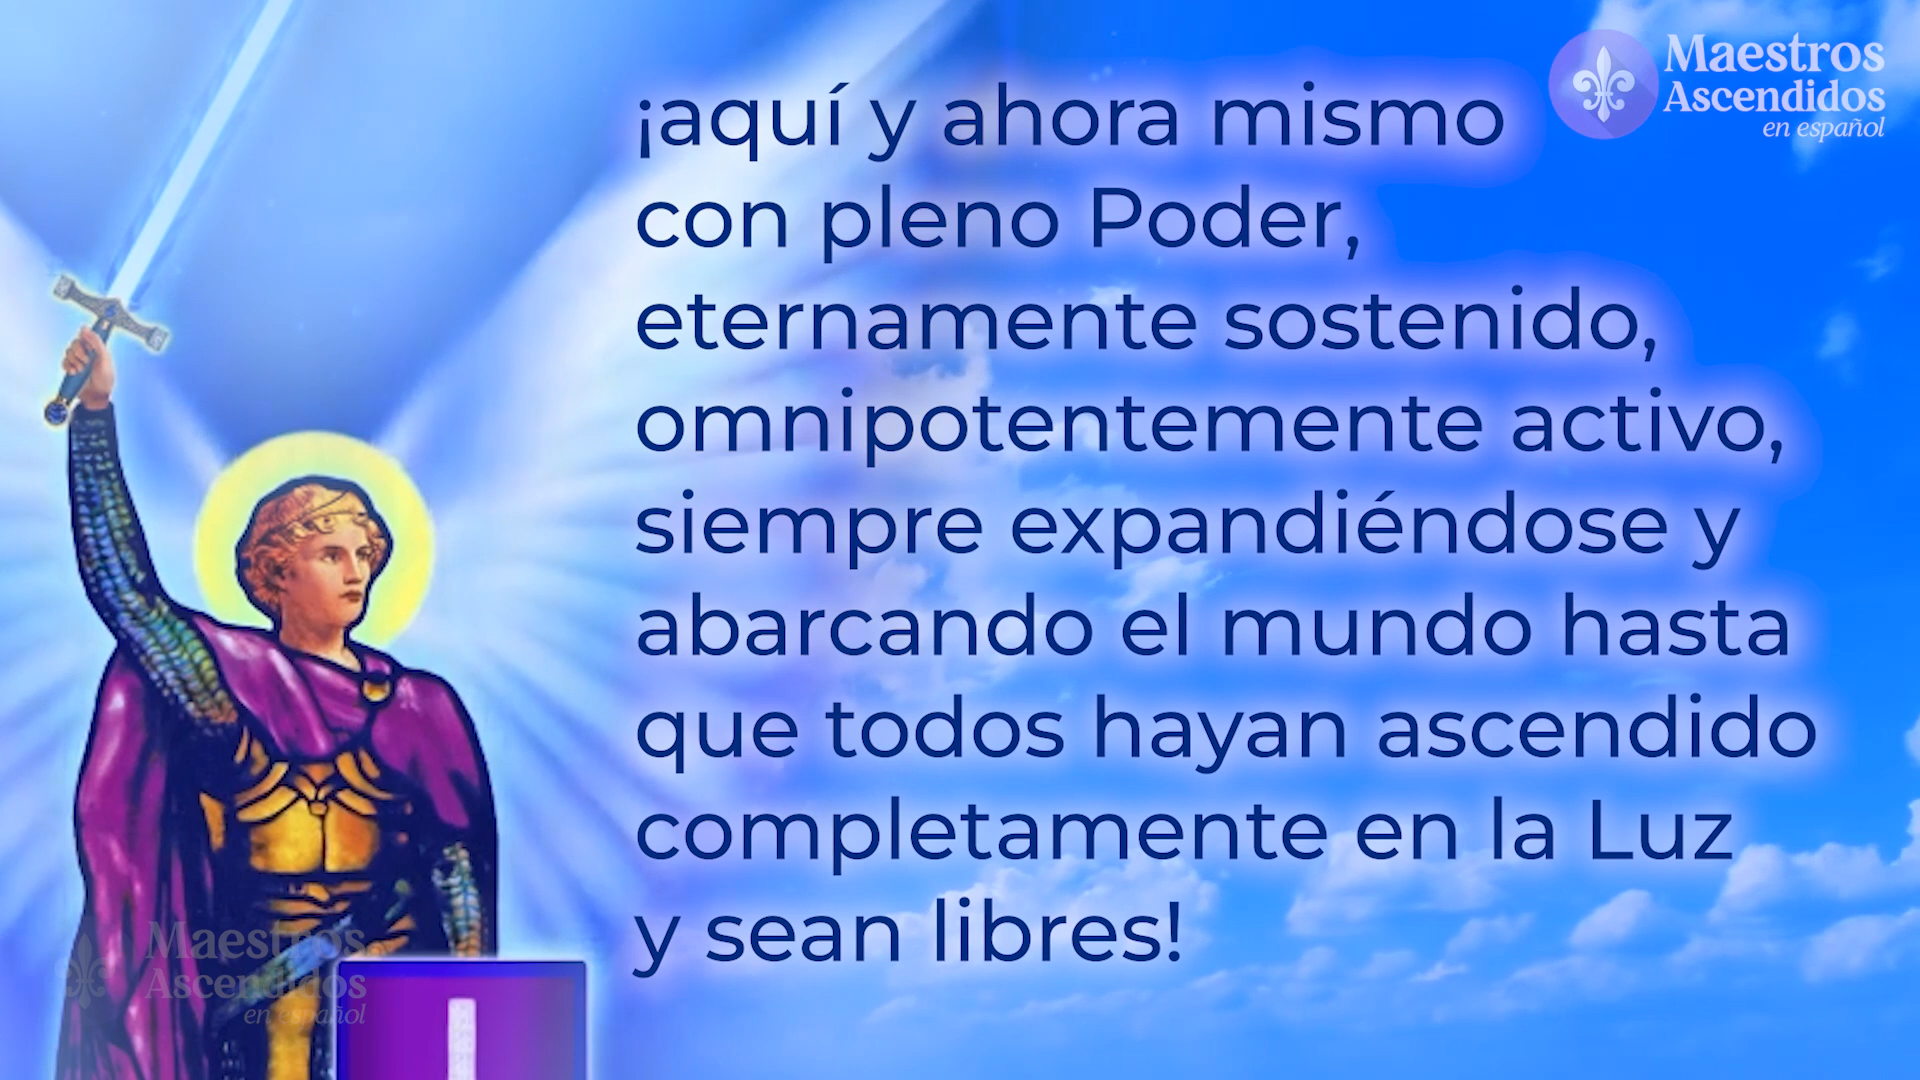 Maestros
Ascendidos
en español
¡aquí y ahora mismo
con pleno Poder,
eternamente sostenido,
omnipotentemente activo,
siempre expandiéndose y
abarcando el mundo hasta
que todos hayan ascendido
completamente en la Luz
y sean libres!
Maestros
Ascendidos
en español